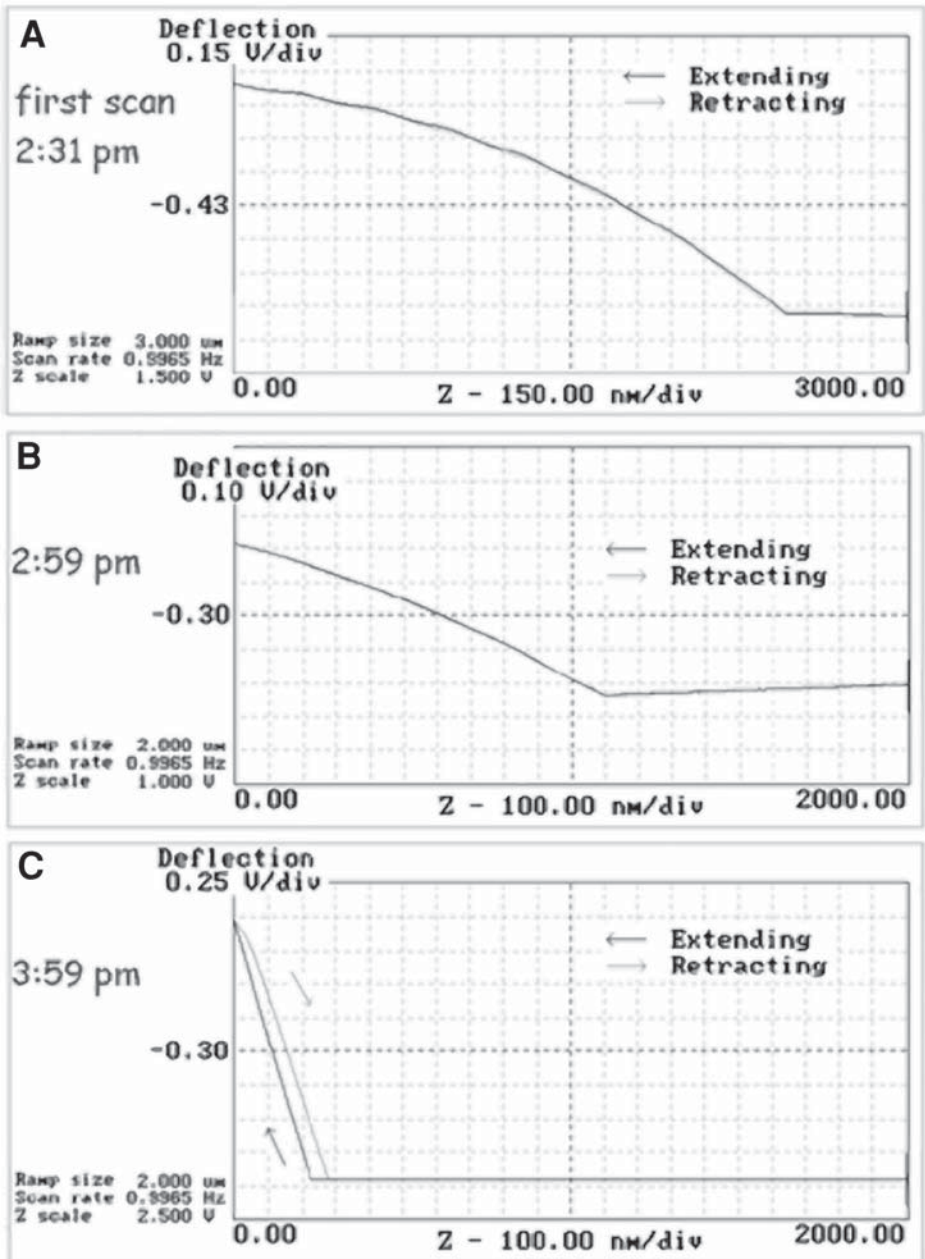 A
Deflection
0.15 V/div
first scan
2:31 pm
Extending
Retracting
-0.43
Ramp size 3.000 um
Scan rate 0.9965 Hz
Z scale 1.500 V
0.00
Z - 150.00 nm/div
3000.00
B
Deflection
0.10 V/div
2:59 pm
Extending
Retracting
-0.30
Ramp size 2.000 um
Scan rate 0.9965 Hz
Z scale 1.000 V
0.00
Z - 100.00 nm/div
2000.00
C
Deflection
0.25 V/div
3:59 pm
Extending
Retracting
-0.30
Ramp size 2.000 um
Scan rate 0.9965 Hz
Z scale 2.500 V
0.00
Z - 100.00 nm/div
2000.00